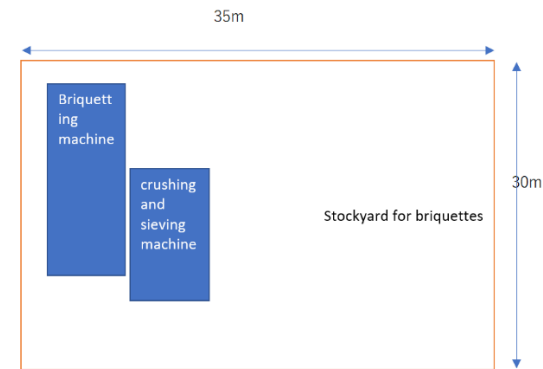 35m
Briquett
ing
machine
crushing
and
sieving
machine
30m
Stockyard for briquettes